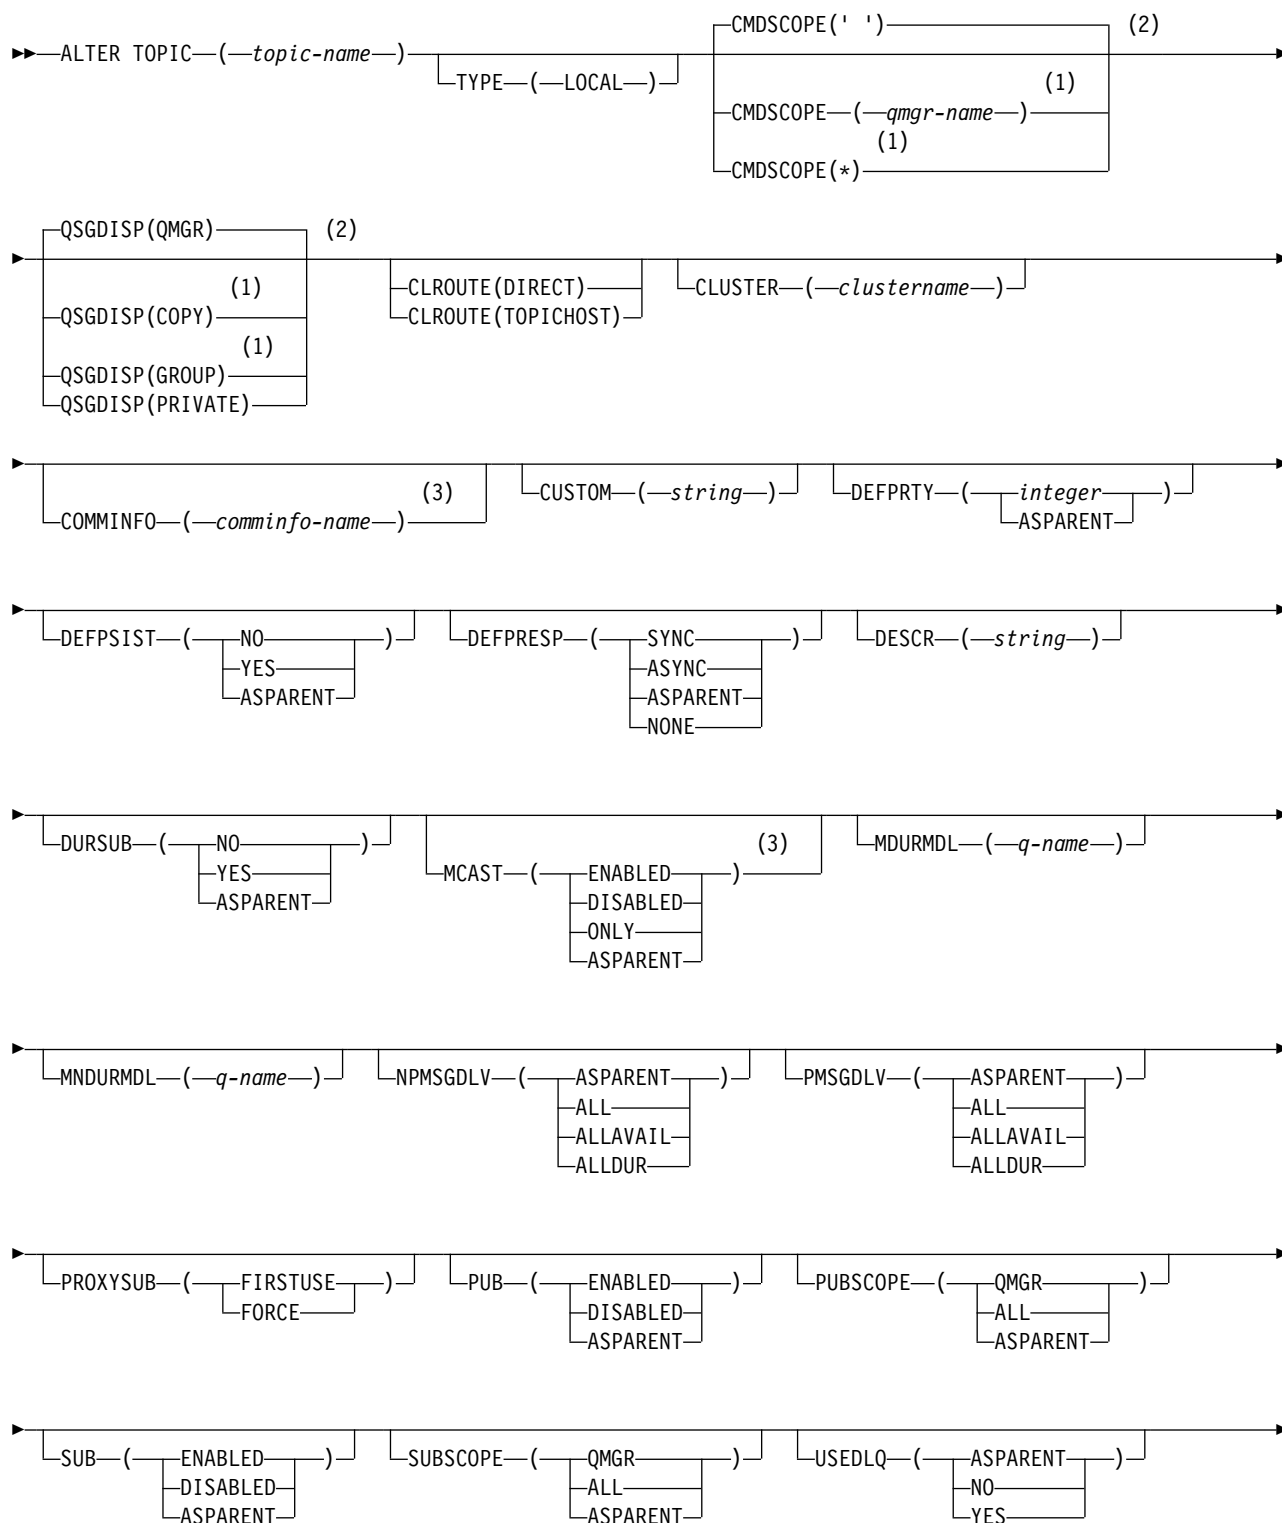 CMDSCOPE(' ') (2)
ALTER TOPIC ( topic-name )
TYPE ( LOCAL )
(1)
CMDSCOPE ( qmgr-name )
(1)
CMDSCOPE(*)
QSGDISP(QMGR) (2)
(1)
QSGDISP(COPY)
(1)
QSGDISP(GROUP)
QSGDISP(PRIVATE)
CLROUTE(DIRECT)
CLROUTE(TOPICHOST)
CLUSTER ( clustername )
(3)
COMMINFO ( comminfo-name )
CUSTOM ( string )
DEFPRTY ( integer )
ASPARENT
DEFPSIST ( NO )
YES
ASPARENT
DEFPRESP ( SYNC )
ASYNC
ASPARENT
NONE
DESCR ( string )
DURSUB ( NO )
YES
ASPARENT
(3)
MCAST ( ENABLED )
DISABLED
ONLY
ASPARENT
MDURMDL ( q-name )
MNDURMDL ( q-name )
NPMSGDLV ( ASPARENT )
ALL
ALLAVAIL
ALLDUR
PMSGDLV ( ASPARENT )
ALL
ALLAVAIL
ALLDUR
PROXYSUB ( FIRSTUSE )
FORCE
PUB ( ENABLED )
DISABLED
ASPARENT
PUBSCOPE ( QMGR )
ALL
ASPARENT
SUB ( ENABLED )
DISABLED
ASPARENT
SUBSCOPE ( QMGR )
ALL
ASPARENT
USEDLQ ( ASPARENT )
NO
YES